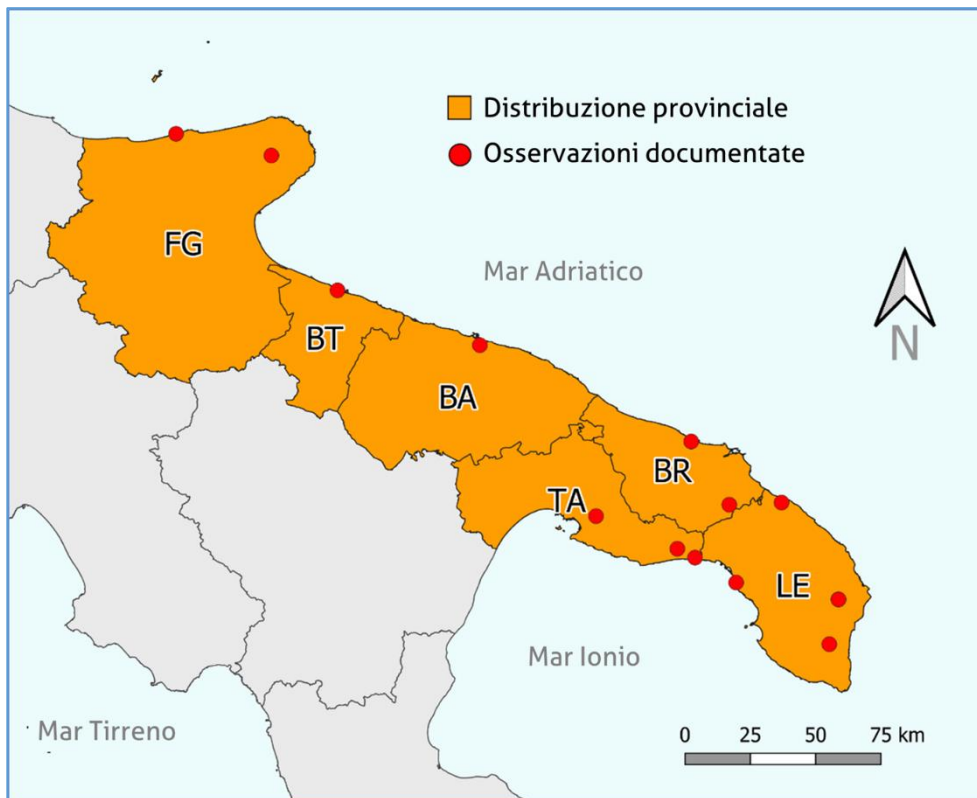 Distribuzione provinciale
Osservazioni documentate
FG
Mar Adriatico
N
BT
BA
BR
TA
LE
Mar Ionio
Mar Tirreno
0 25 50 75 km